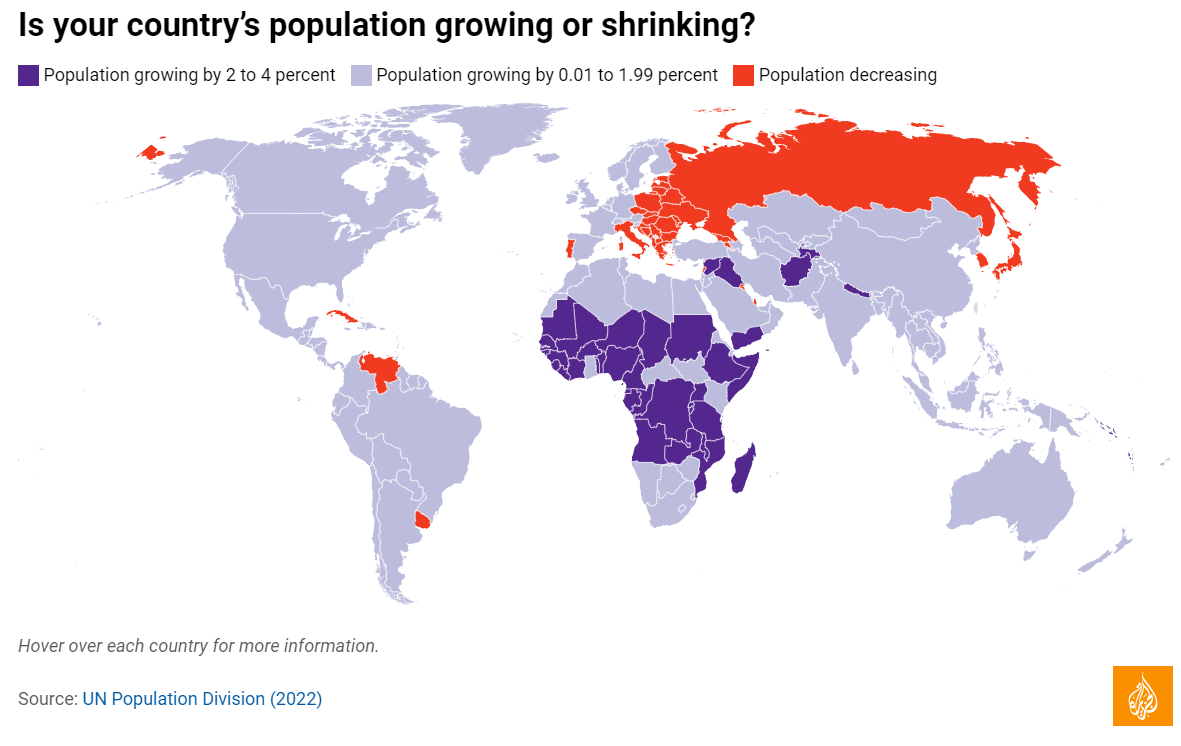 Is your country’s population growing or shrinking?
Population growing by 2 to 4 percent Population growing by 0.01 to 1.99 percent Population decreasing
Hover over each country for more information.
Source: UN Population Division (2022)